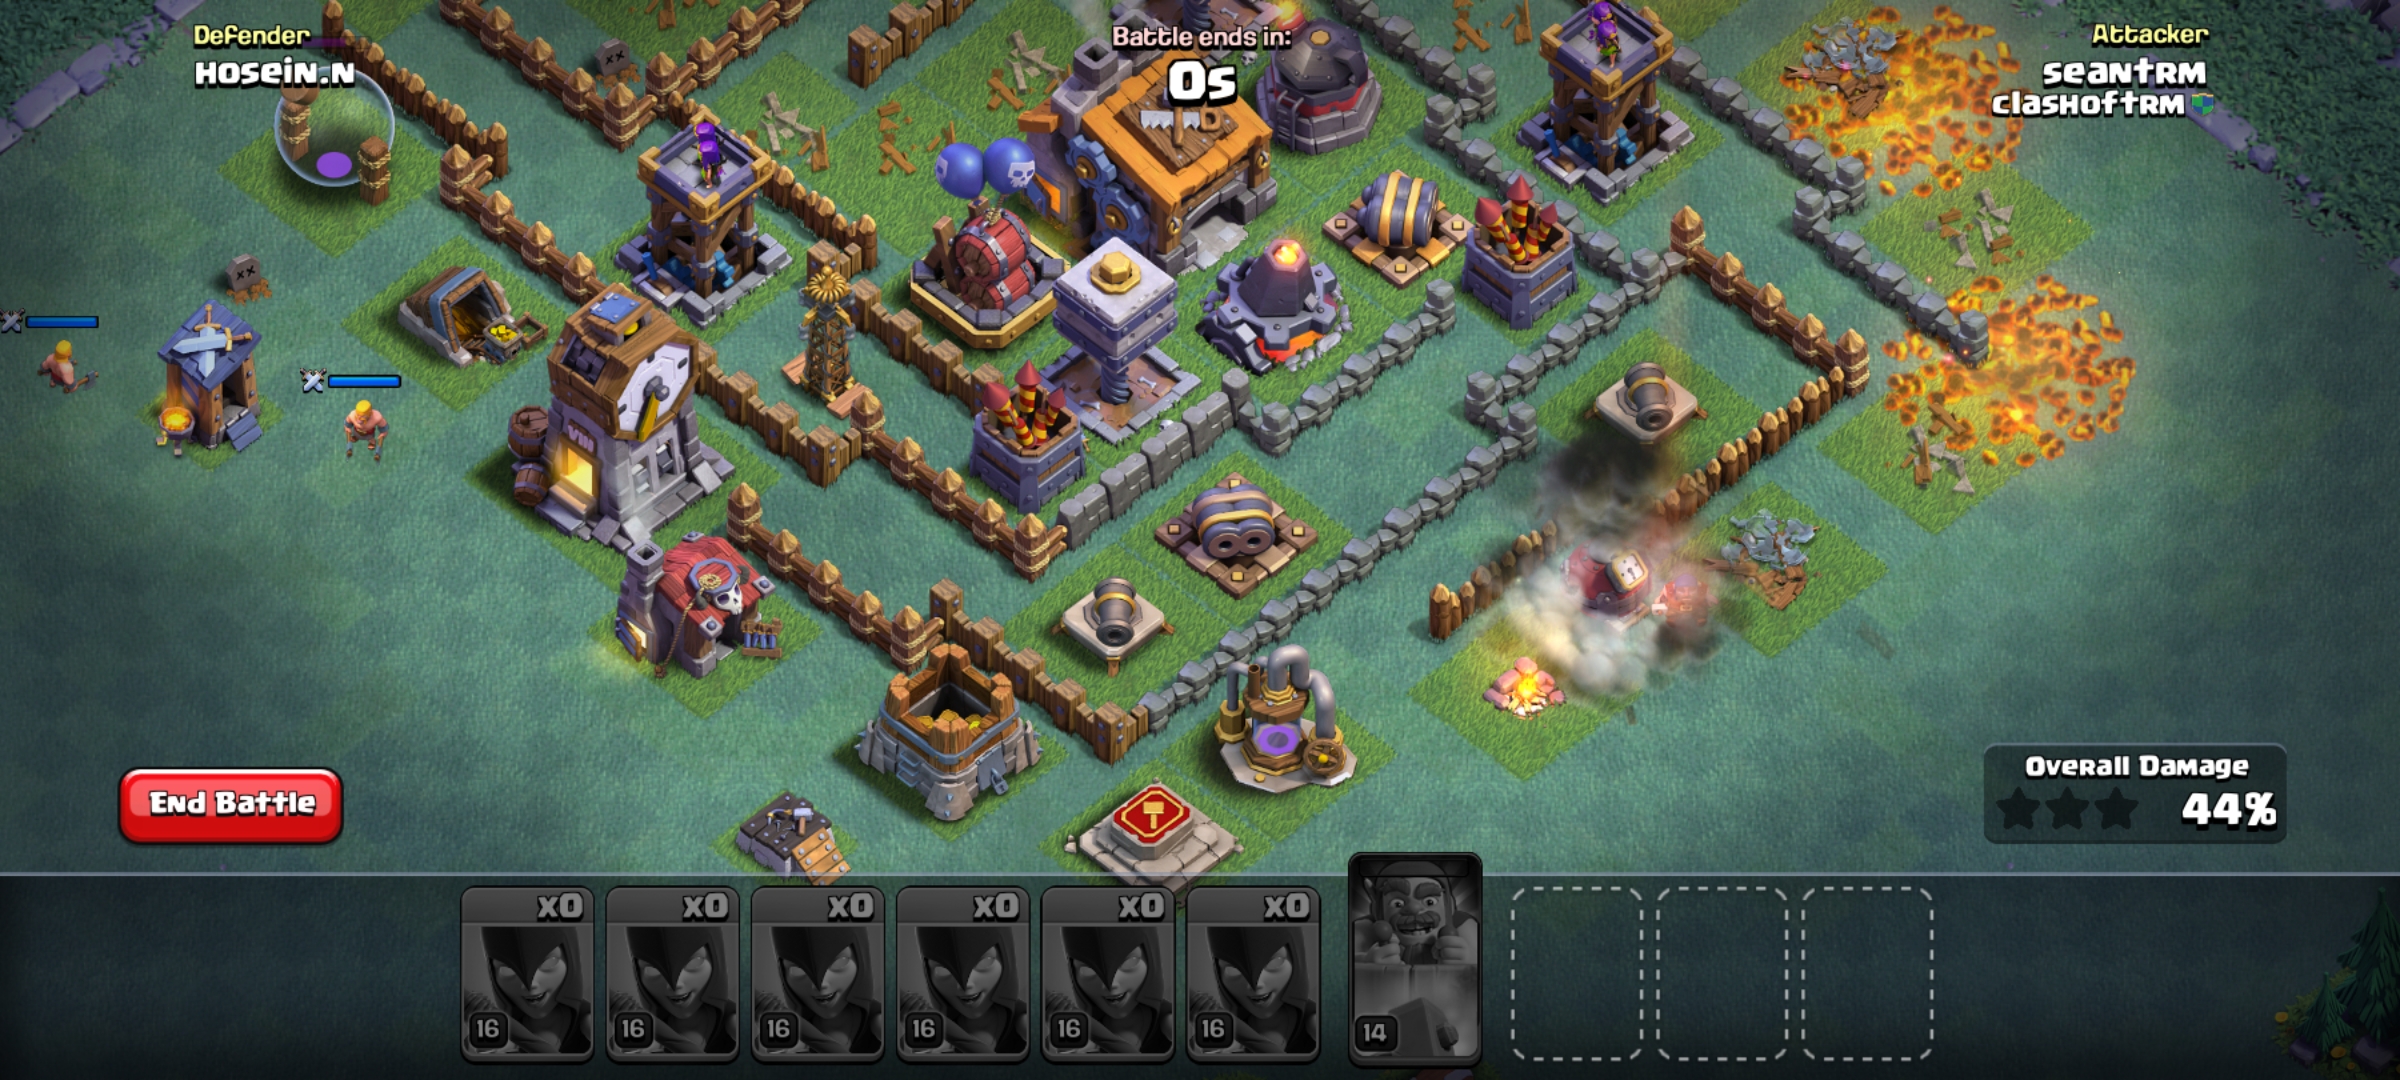 Defender
Hosein.N
Battle ends in:
0s
Attacker
seantRM
clashoftRM
VIII
End Battle
Overall Damage
44%
x0 x0 x0 x0 x0 x0
16 16 16 16 16 16 14